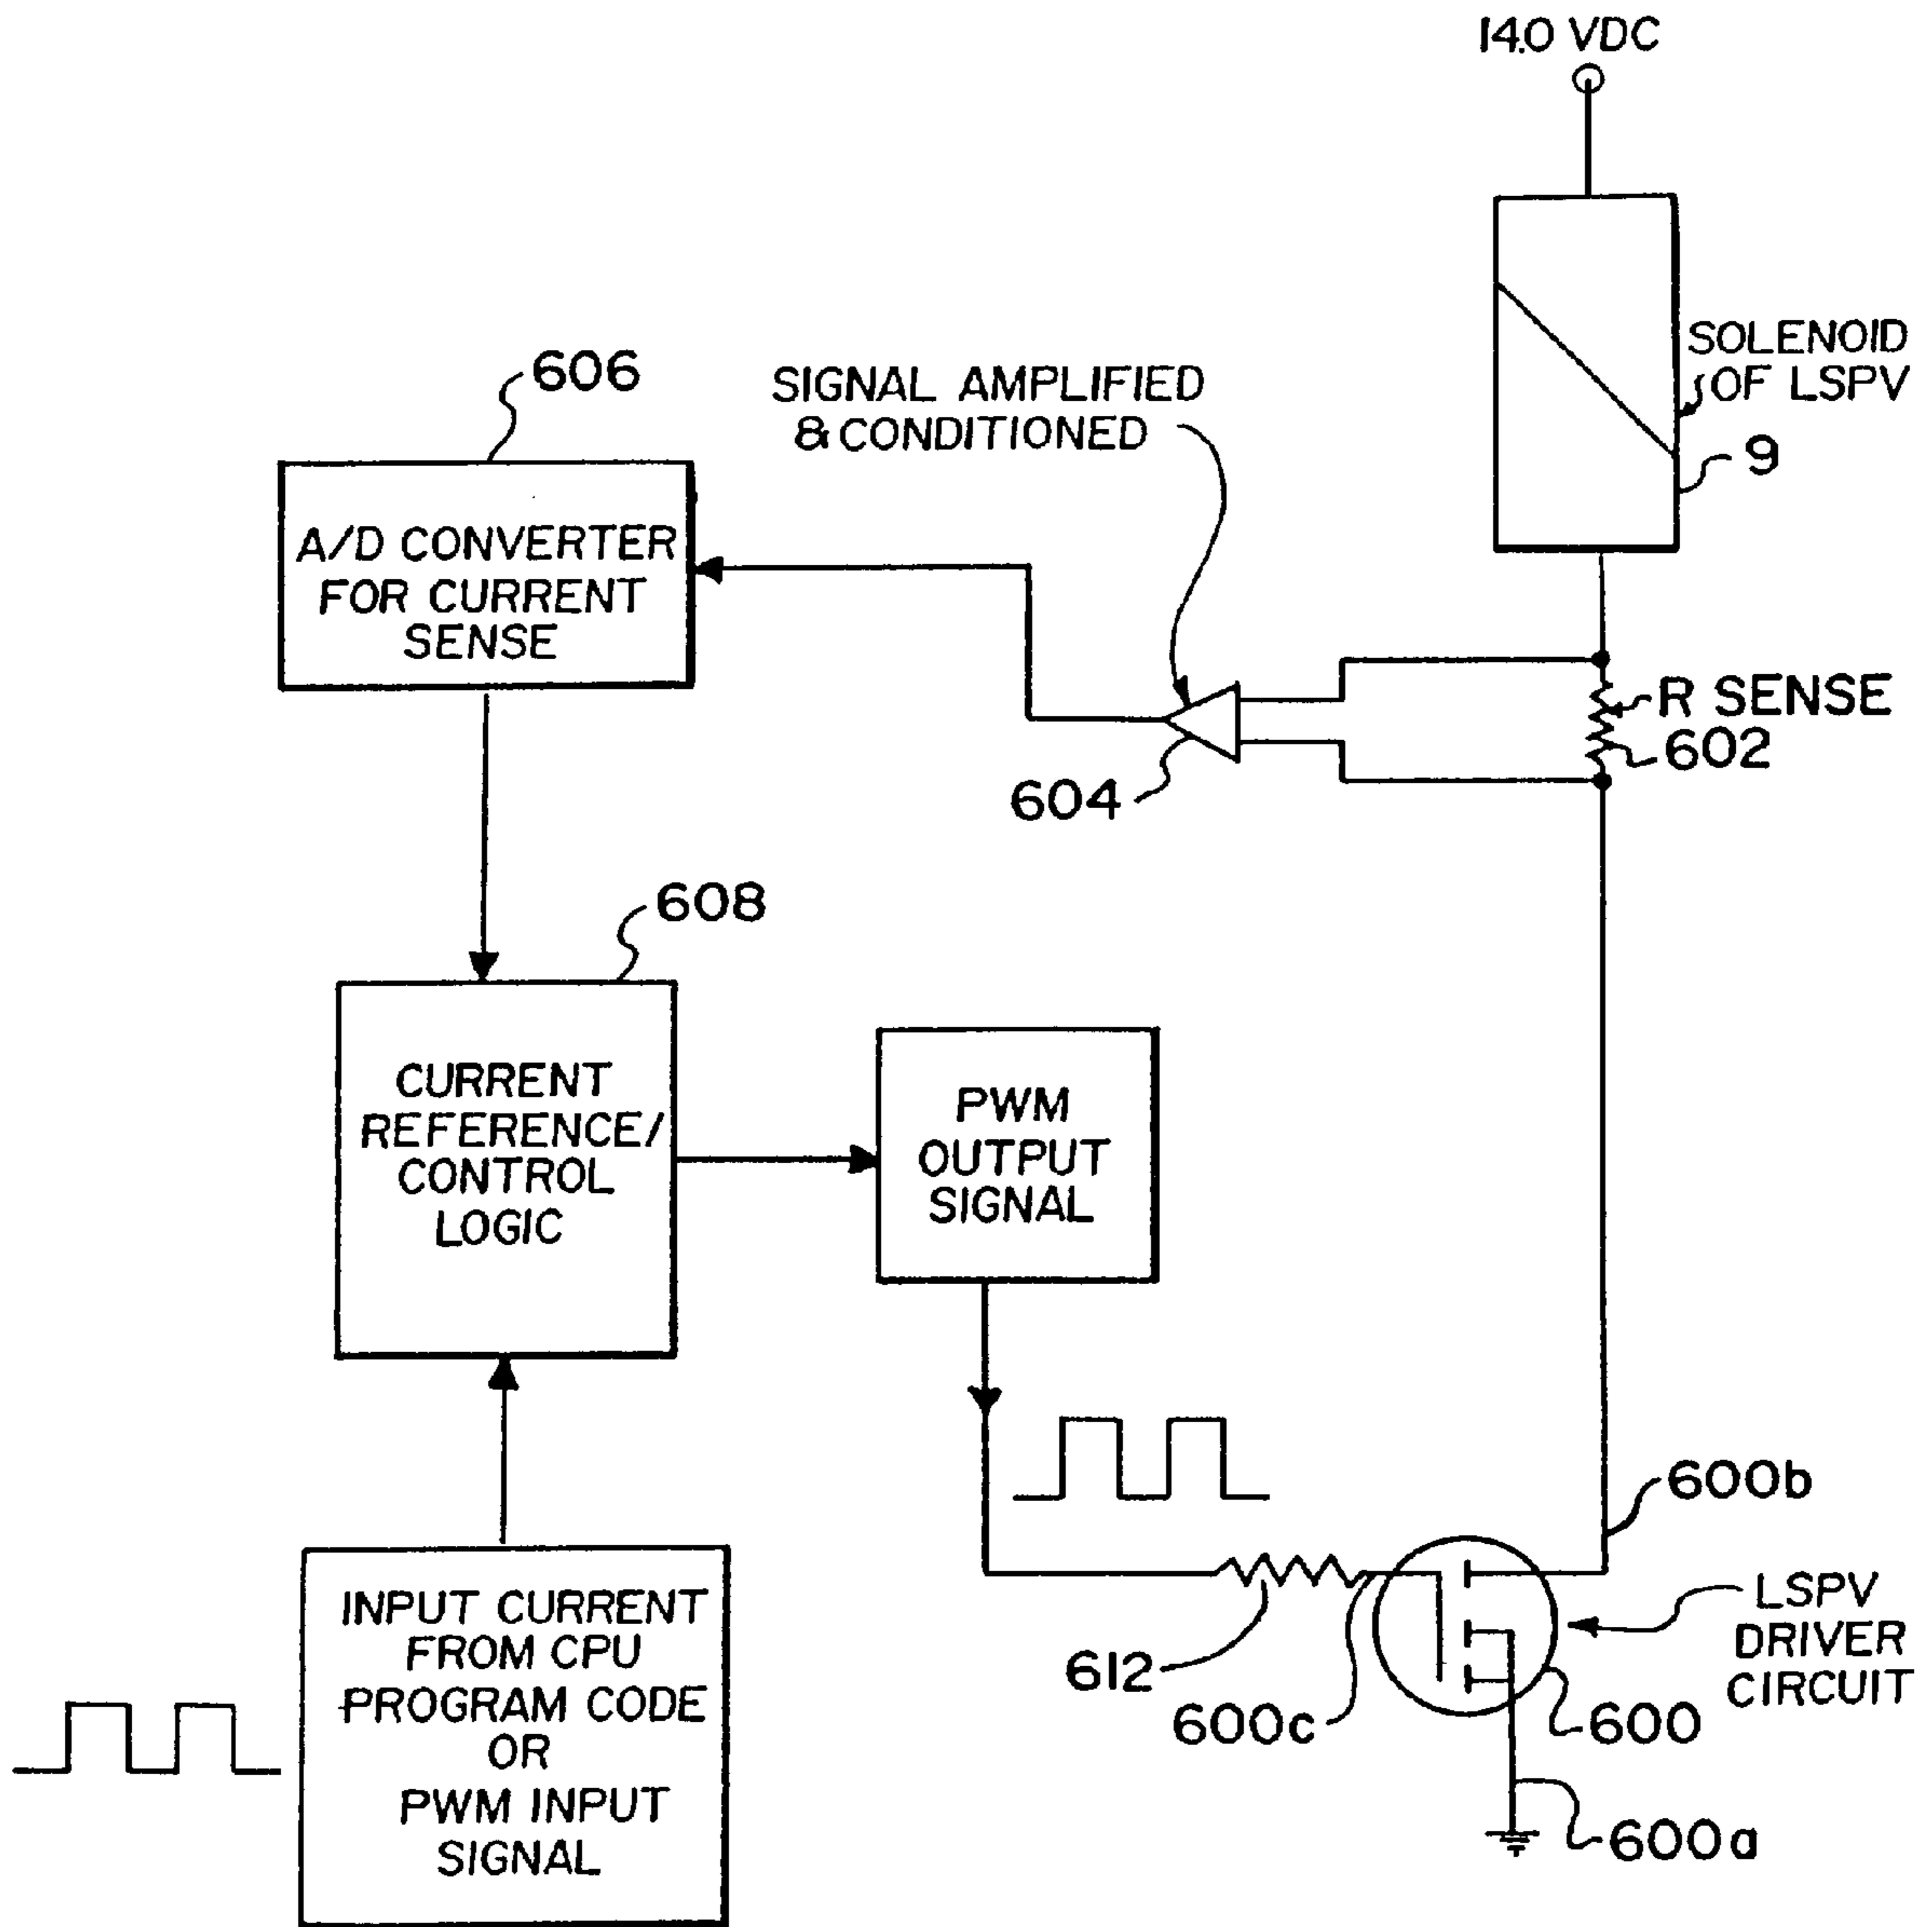 14.0 VDC
SOLENOID
OF LSPV
9
606
SIGNAL AMPLIFIED
& CONDITIONED
A/D CONVERTER
FOR CURRENT
SENSE
R SENSE
602
604
608
CURRENT
REFERENCE/
CONTROL
LOGIC
PWM
OUTPUT
SIGNAL
600b
INPUT CURRENT
FROM CPU
PROGRAM CODE
OR
PWM INPUT
SIGNAL
612
600c
LSPV
DRIVER
CIRCUIT
600
600a